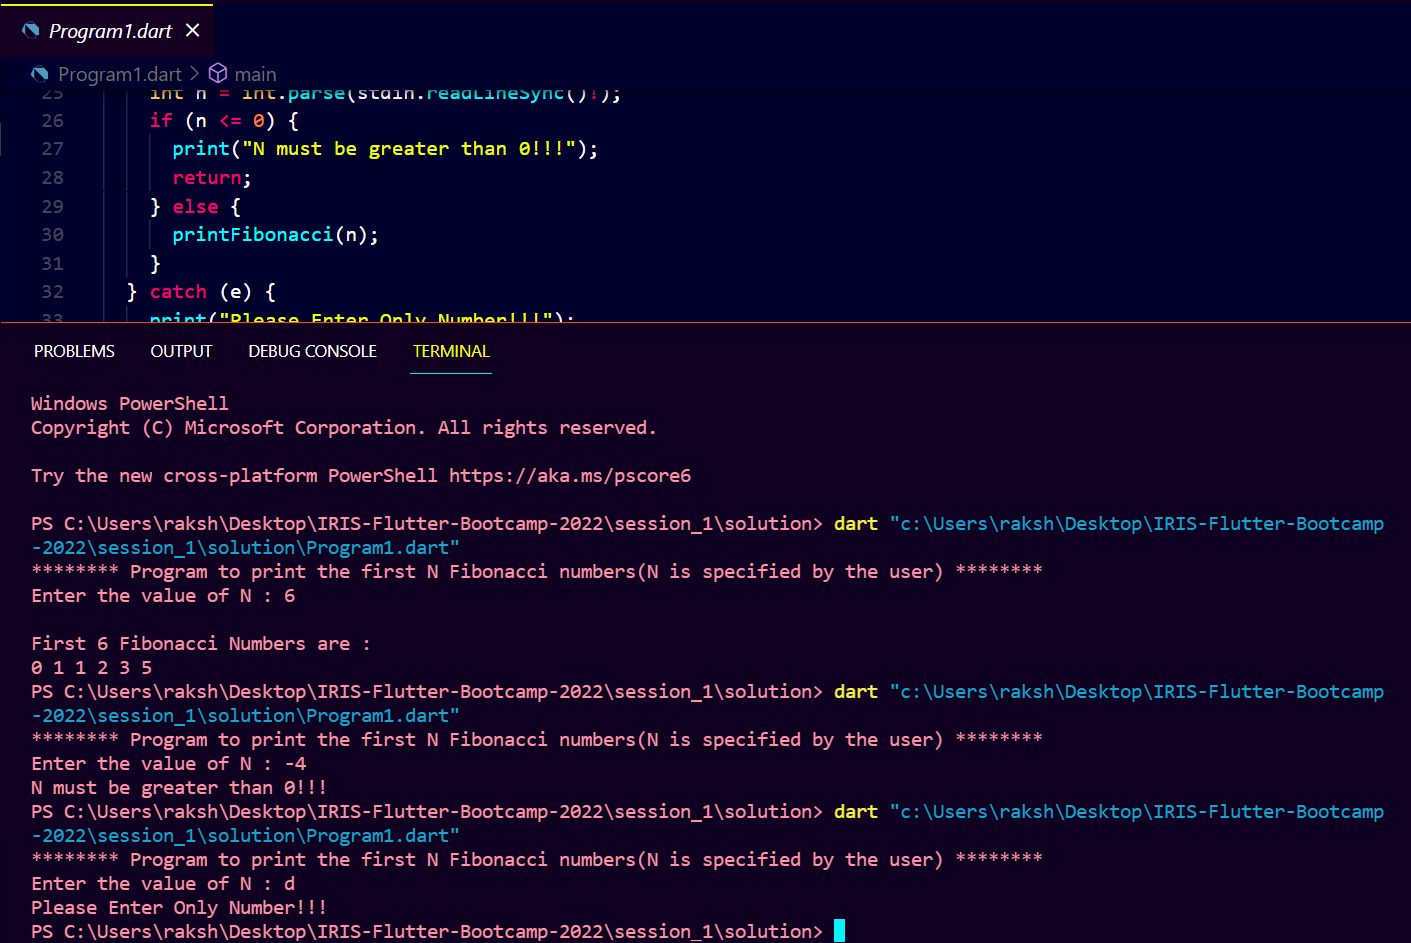 Program1.dart
Program1.dart > main
25 int n = int.parse(stdin.readLineSync()!);
26 if (n <= 0) {
27 print("N must be greater than 0!!!");
28 return;
29 } else {
30 printFibonacci(n);
31 }
32 } catch (e) {
33 print("Please Enter Only Number!!!");
PROBLEMS OUTPUT DEBUG CONSOLE TERMINAL
Windows PowerShell
Copyright (C) Microsoft Corporation. All rights reserved.
Try the new cross-platform PowerShell https://aka.ms/pscore6
PS C:\Users\raksh\Desktop\IRIS-Flutter-Bootcamp-2022\session_1\solution> dart "c:\Users\raksh\Desktop\IRIS-Flutter-Bootcamp
-2022\session_1\solution\Program1.dart"
******** Program to print the first N Fibonacci numbers(N is specified by the user) ********
Enter the value of N : 6
First 6 Fibonacci Numbers are :
0 1 1 2 3 5
PS C:\Users\raksh\Desktop\IRIS-Flutter-Bootcamp-2022\session_1\solution> dart "c:\Users\raksh\Desktop\IRIS-Flutter-Bootcamp
-2022\session_1\solution\Program1.dart"
******** Program to print the first N Fibonacci numbers(N is specified by the user) ********
Enter the value of N : -4
N must be greater than 0!!!
PS C:\Users\raksh\Desktop\IRIS-Flutter-Bootcamp-2022\session_1\solution> dart "c:\Users\raksh\Desktop\IRIS-Flutter-Bootcamp
-2022\session_1\solution\Program1.dart"
******** Program to print the first N Fibonacci numbers(N is specified by the user) ********
Enter the value of N : d
Please Enter Only Number!!!
PS C:\Users\raksh\Desktop\IRIS-Flutter-Bootcamp-2022\session_1\solution>